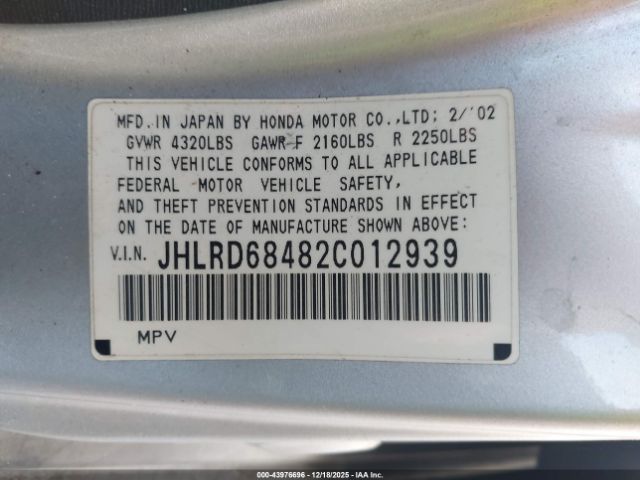 MFD. IN JAPAN BY HONDA MOTOR CO., LTD: 2/'02
GVWR 4320LBS GAWR-F 2160LBS R 2250LBS
THIS VEHICLE CONFORMS TO ALL APPLICABLE
FEDERAL MOTOR VEHICLE SAFETY,
AND THEFT PREVENTION STANDARDS IN EFFECT
ON THE DATE OF MANUFACTURE SHOWN ABOVE:
V.I.N. JHLRD68482C012939
MPV
000-43976696 - 12/18/2025 - IAA Inc.